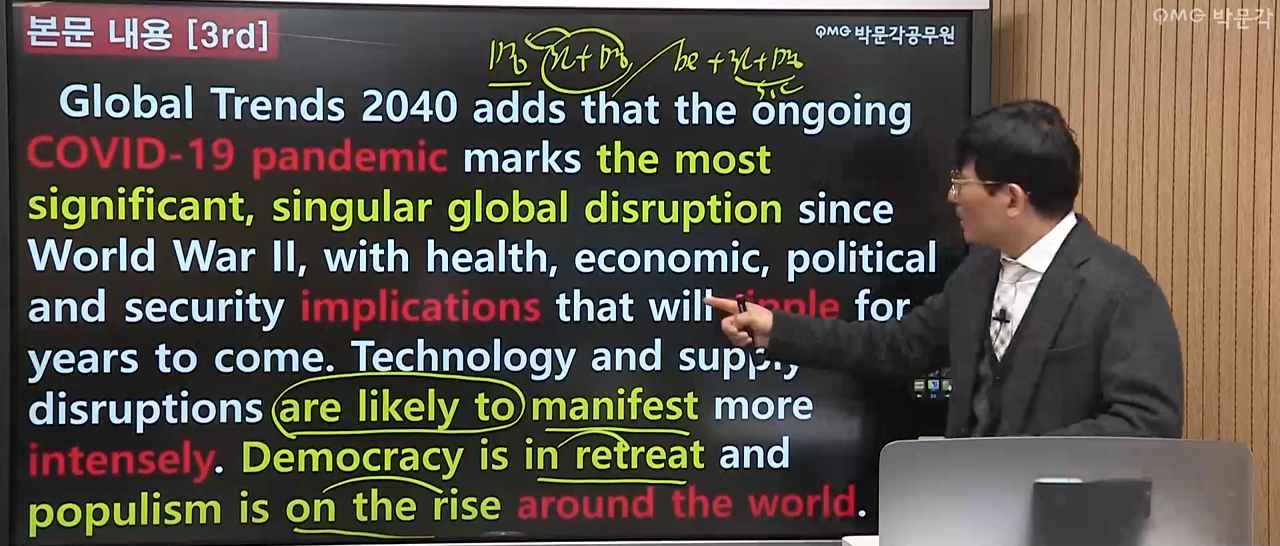 QMG 박문각
본문 내용 [3rd]
QMG 박문각공무원
be +
Global Trends 2040 adds that the ongoing
COVID-19 pandemic marks the most
significant, singular global disruption since
World War II, with health, economic, political
and security implications that will for
years to come. Technology and supply
disruptions are likely to manifest more
intensely. Democracy is in retreat and
populism is on the rise around the world.